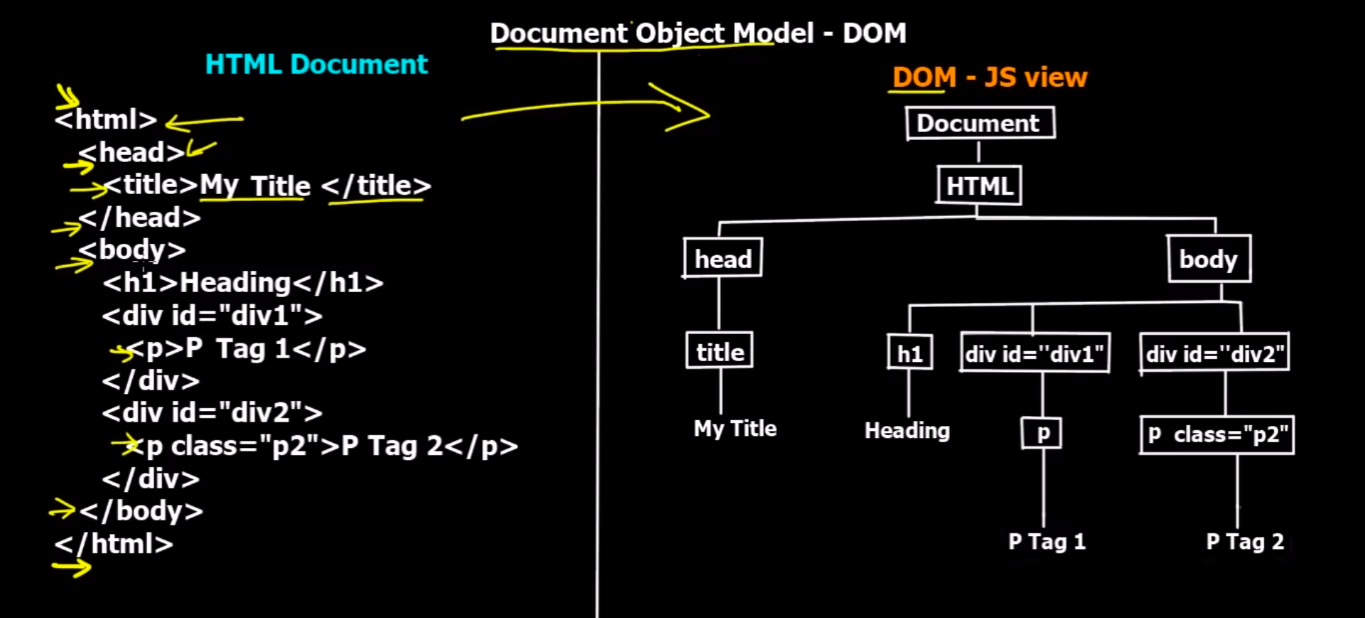 Document Object Model - DOM
HTML Document
<html>
<head>
<title>My Title </title>
</head>
<body>
<h1>Heading</h1>
<div id="div1">
<p>P Tag 1</p>
</div>
<div id="div2">
<p class="p2">P Tag 2</p>
</div>
</body>
</html>
DOM - JS view
Document
HTML
head body
title h1 div id=''div1" div id=''div2"
My Title Heading p p class="p2"
P Tag 1 P Tag 2